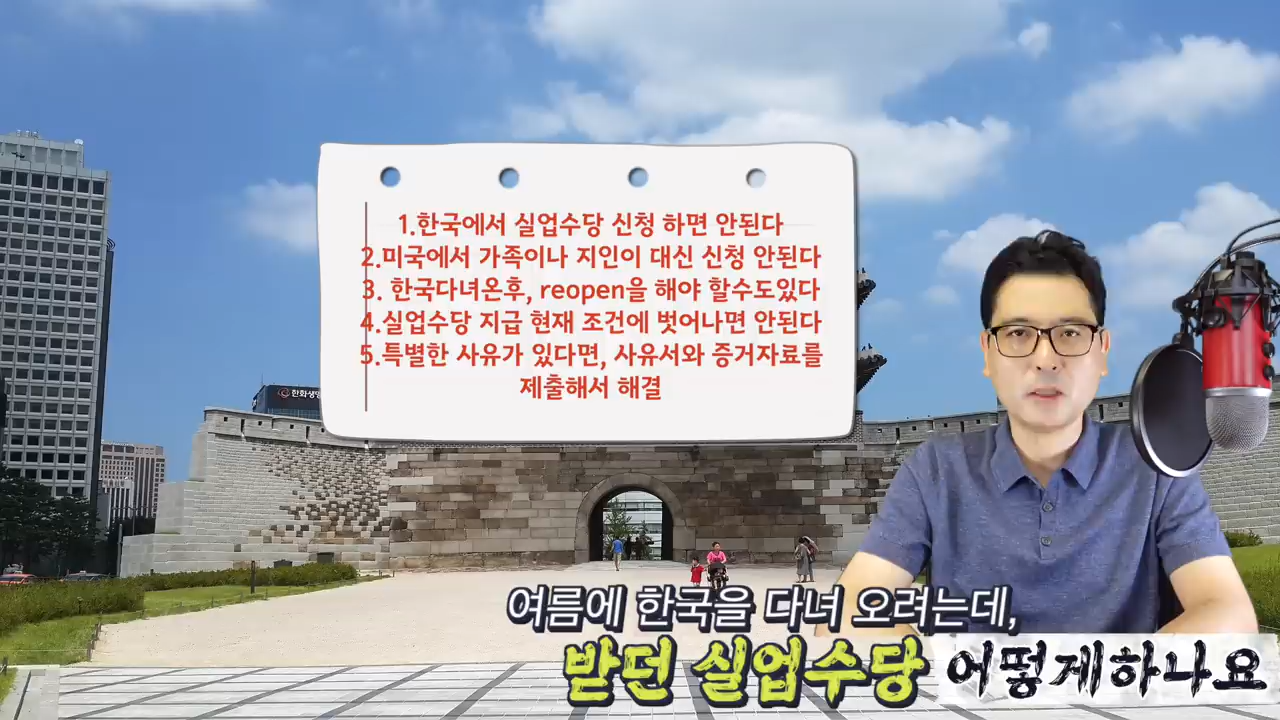 1.한국에서 실업수당 신청 하면 안된다
2.미국에서 가족이나 지인이 대신 신청 안된다
3. 한국다녀온후, reopen을 해야 할수도있다
4.실업수당 지급 현재 조건에 벗어나면 안된다
5.특별한 사유가 있다면, 사유서와 증거자료를
제출해서 해결
한화생명
여름에 한국을 다녀 오려는데,
받던 실업수당 어떻게하나요